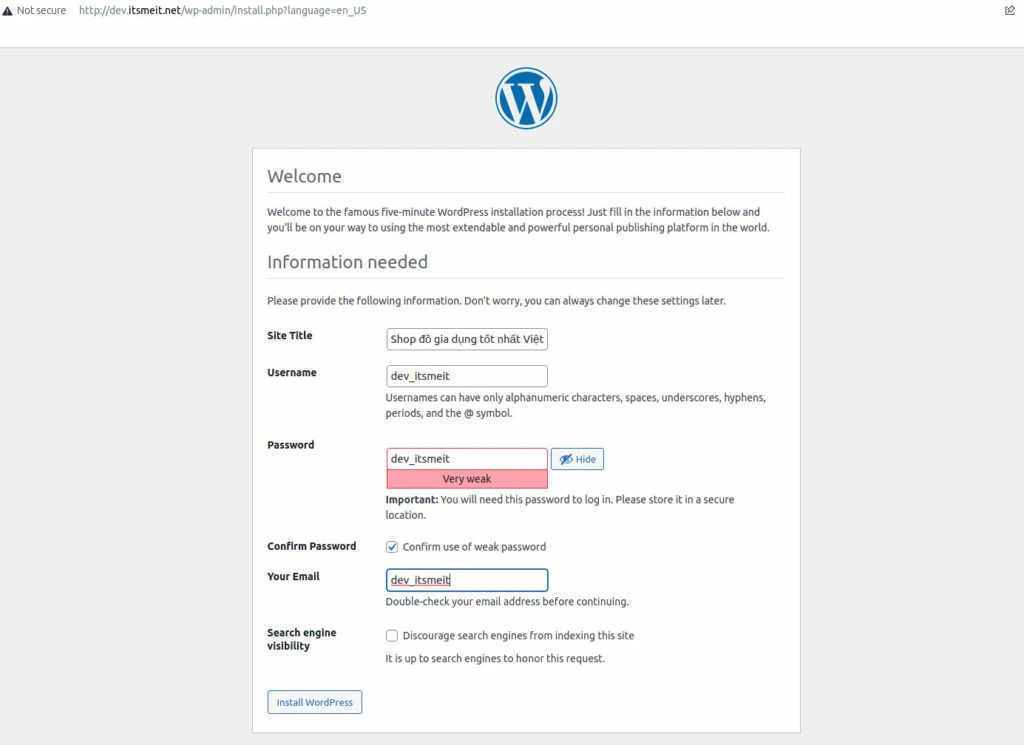 Not secure http://dev.itsmeit.net/wp-admin/install.php?language=en_US
Welcome
Welcome to the famous five-minute WordPress installation process! Just fill in the information below and
you’ll be on your way to using the most extendable and powerful personal publishing platform in the world.
Information needed
Please provide the following information. Don’t worry, you can always change these settings later.
Site Title Shop đồ gia dụng tốt nhất Việt
Username dev_itsmeit
Usernames can have only alphanumeric characters, spaces, underscores, hyphens,
periods, and the @ symbol.
Password dev_itsmeit Hide
Very weak
Important: You will need this password to log in. Please store it in a secure
location.
Confirm Password Confirm use of weak password
Your Email dev_itsmeit
Double-check your email address before continuing.
Search engine
visibility
Discourage search engines from indexing this site
It is up to search engines to honor this request.
Install WordPress